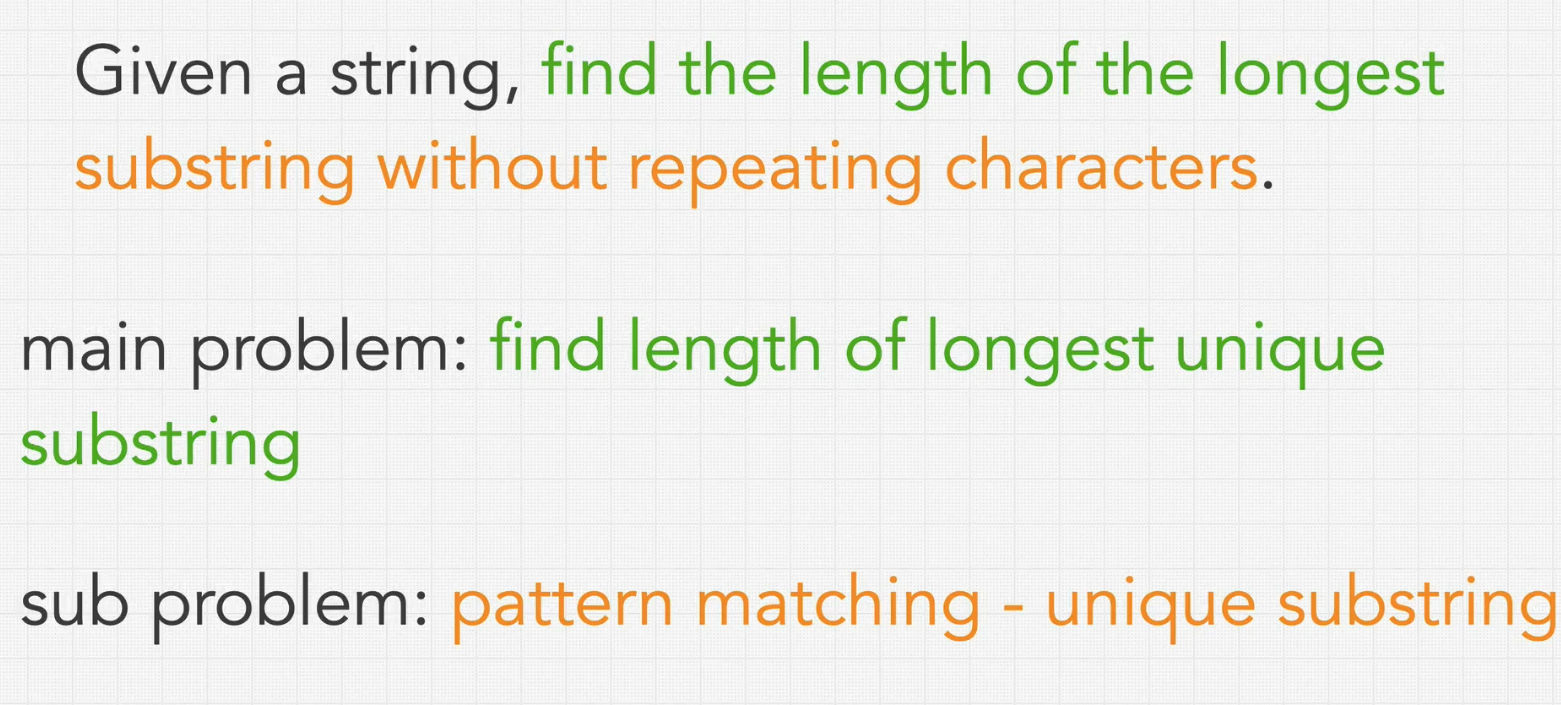 Given a string, find the length of the longest
substring without repeating characters.
main problem: find length of longest unique
substring
sub problem: pattern matching - unique substring